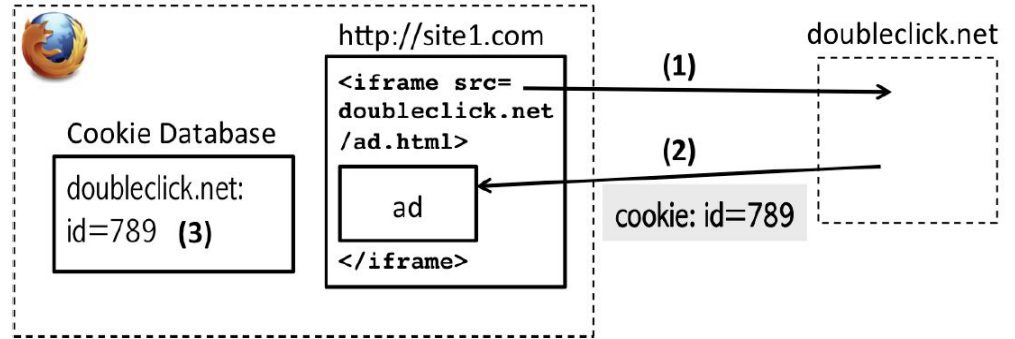 http://site1.com
doubleclick.net
<iframe src=
doubleclick.net
/ad.html>
(1)
Cookie Database
doubleclick.net:
id=789 (3)
(2)
ad
cookie: id=789
</iframe>